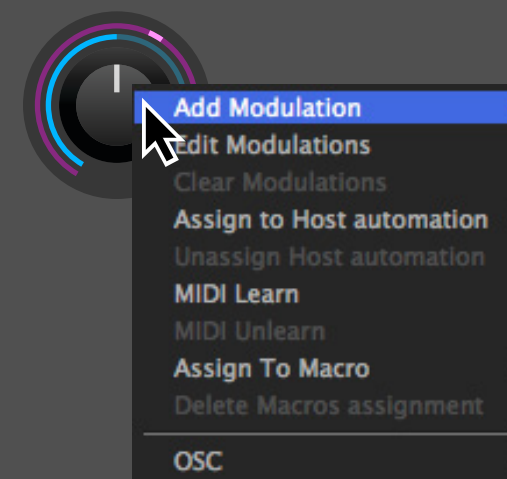 Add Modulation
Edit Modulations
Clear Modulations
Assign to Host automation
Unassign Host automation
MIDI Learn
MIDI Unlearn
Assign To Macro
Delete Macros assignment
OSC